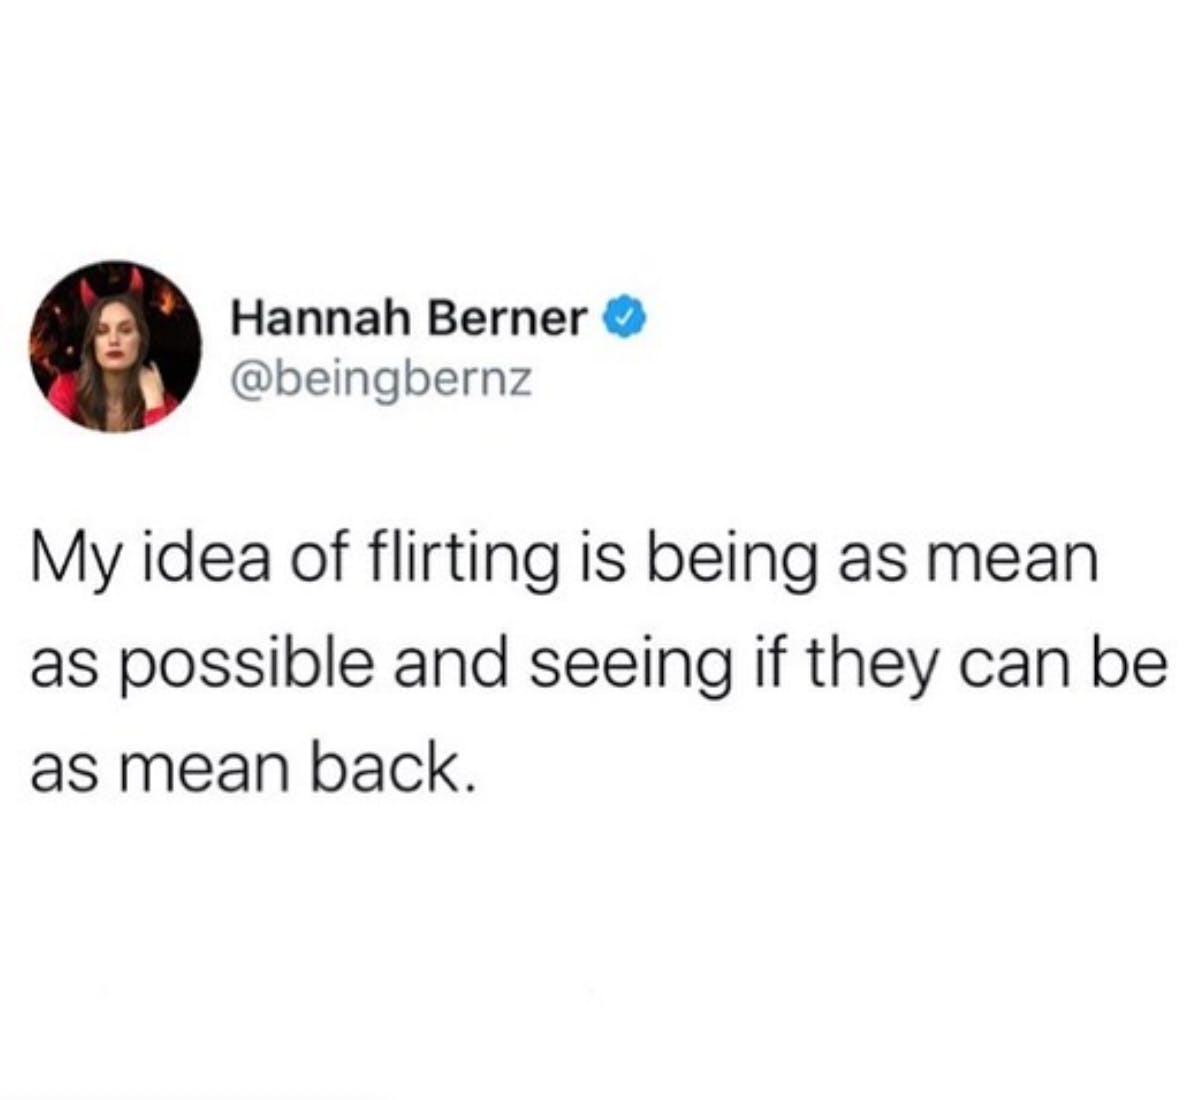 Hannah Berner
@beingbernz
My idea of flirting is being as mean
as possible and seeing if they can be
as mean back.